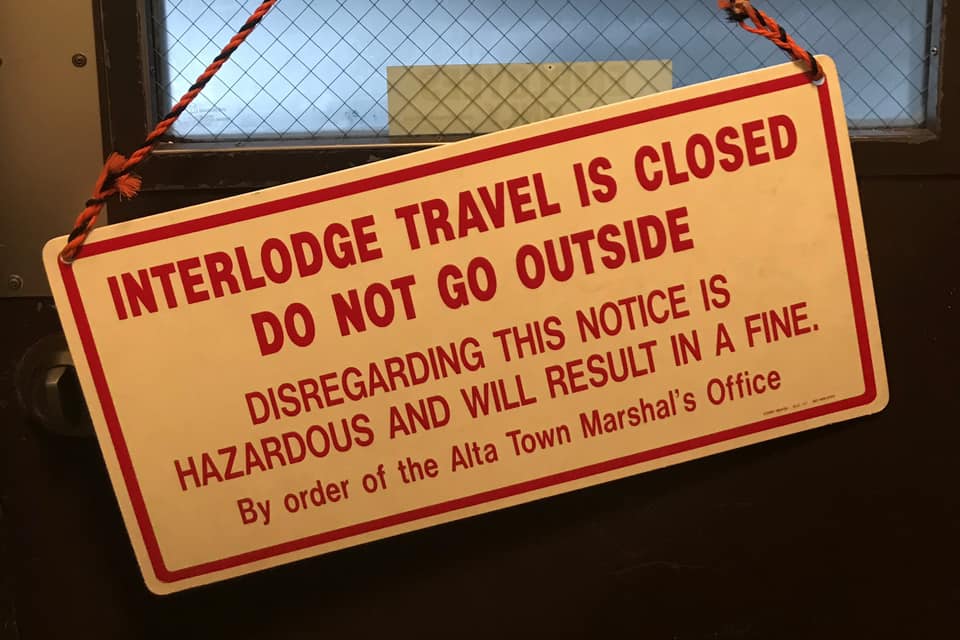 INTERLODGE TRAVEL IS CLOSED
DO NOT GO OUTSIDE
DISREGARDING THIS NOTICE IS
HAZARDOUS AND WILL RESULT IN A FINE.
By order of the Alta Town Marshal's Office